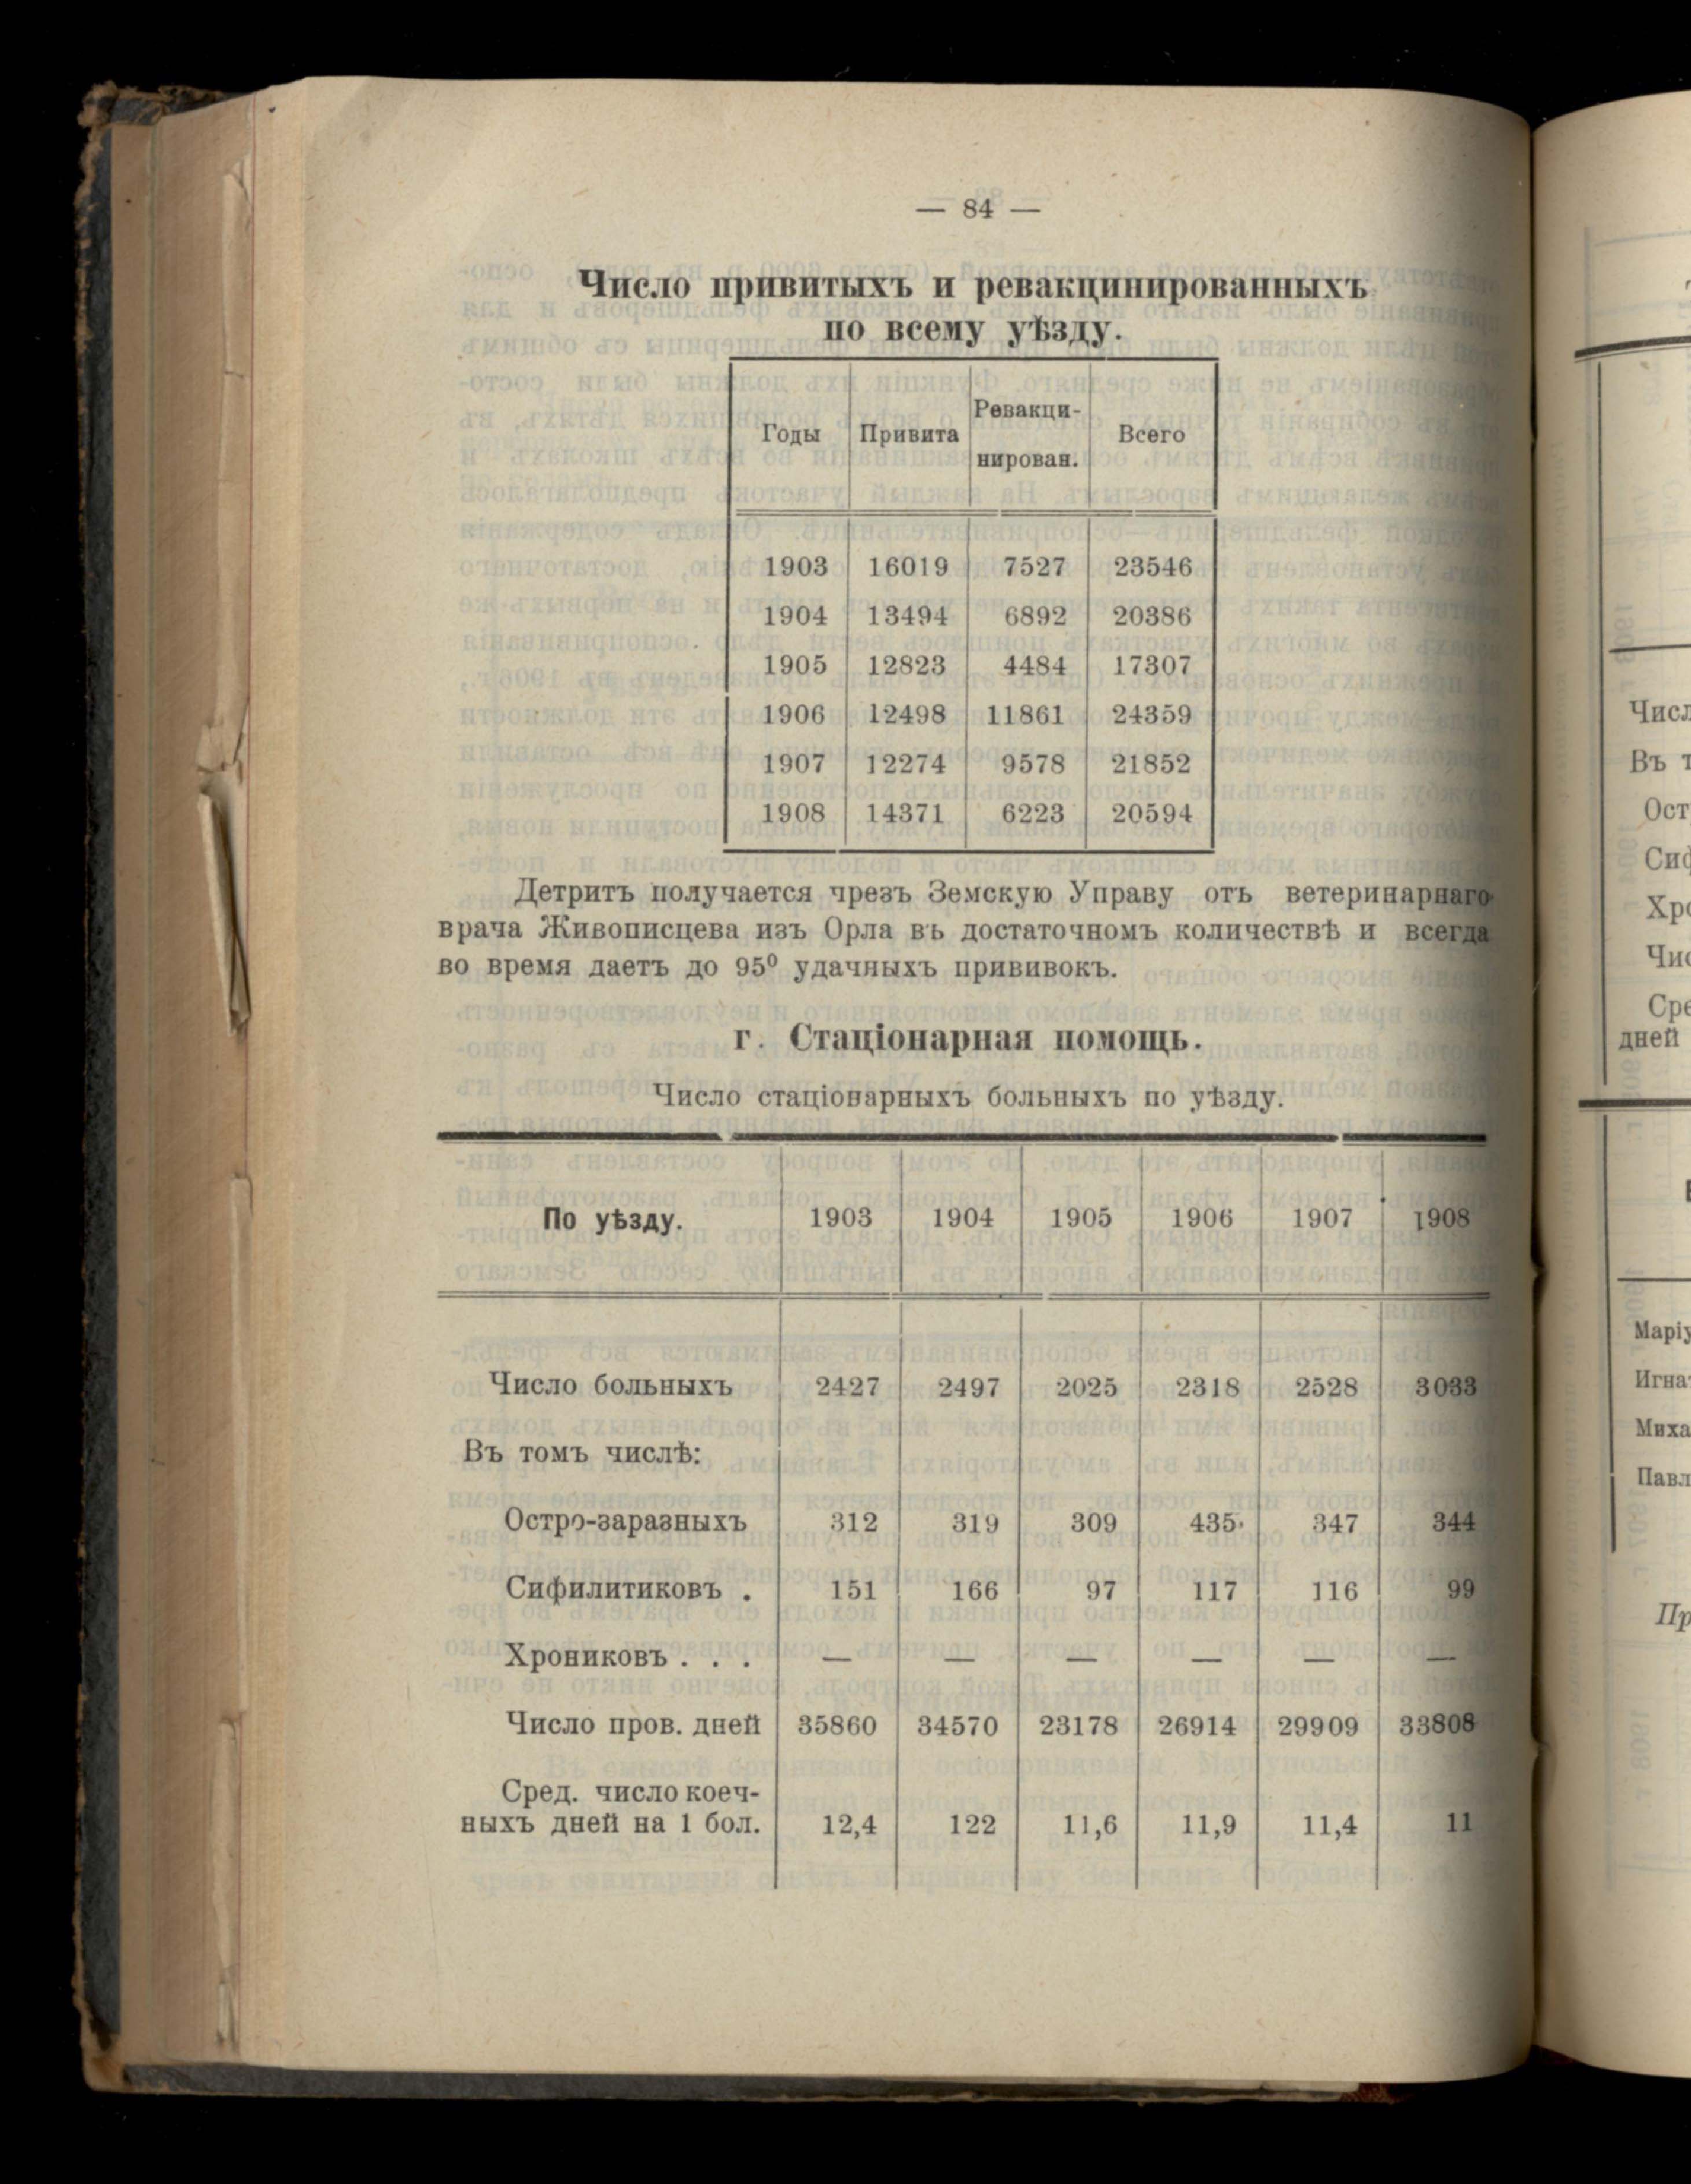 — 84 —
Число привитыхъ и ревакцинированныхъ
по всему уѣзду.
Годы Привита Ревакци- Всего
нирован.
1903 16019 7527 23546
1904 13494 6892 20386
1905 12823 4484 17307
1906 12498 11861 24359
1907 12274 9578 21852
1908 14371 6223 20594
Детритъ получается чрезъ Земскую Управу отъ ветеринарнаго
врача Живописцева изъ Орла въ достаточномъ количествѣ и всегда
во время даетъ до 95⁰ удачныхъ прививокъ.
г. Стаціонарная помощь.
Число стаціонарныхъ больныхъ по уѣзду.
По уѣзду. 1903 1904 1905 1906 1907 1908
Число больныхъ 2427 2497 2025 2318 2528 3033
Въ томъ числѣ:
Остро-заразныхъ 312 319 309 435 347 344
Сифилитиковъ . 151 166 97 117 116 99
Хрониковъ . . . — — — — — —
Число пров. дней 35860 34570 23178 26914 29909 33808
Сред. число коеч-
ныхъ дней на 1 бол. 12,4 122 11,6 11,9 11,4 11
Въ
дней